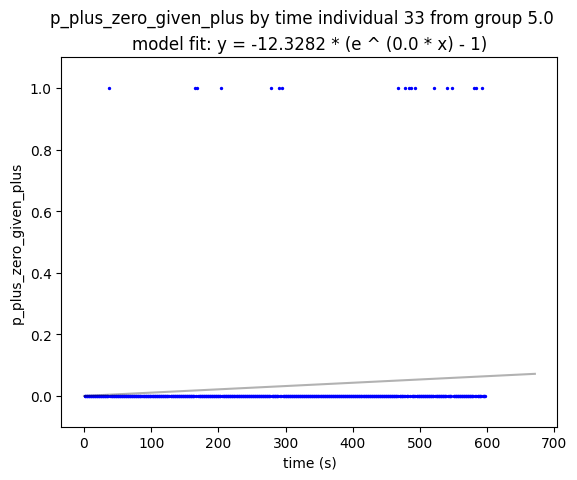 p_plus_zero_given_plus by time individual 33 from group 5.0
model fit: y = -12.3282 * (e ^ (0.0 * x) - 1)
1.0
0.8
0.6
0.4
0.2
0.0
p_plus_zero_given_plus
0 100 200 300 400 500 600 700
time (s)